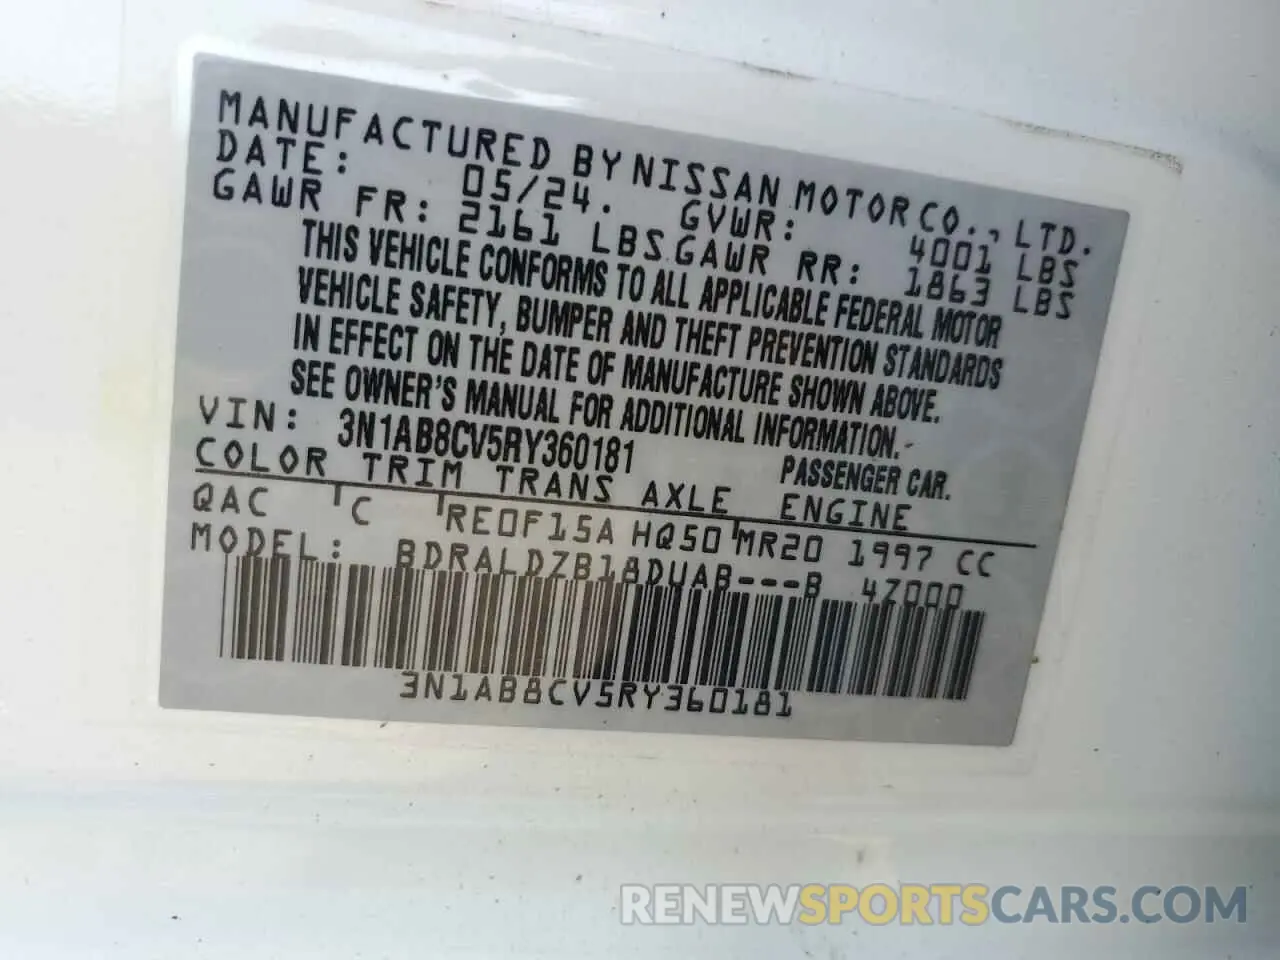 MANUFACTURED BY NISSAN MOTOR CO., LTD.
DATE: 05/24. GVWR: 4001 LBS
GAWR FR: 2161 LBS GAWR RR: 1863 LBS
THIS VEHICLE CONFORMS TO ALL APPLICABLE FEDERAL MOTOR
VEHICLE SAFETY, BUMPER AND THEFT PREVENTION STANDARDS
IN EFFECT ON THE DATE OF MANUFACTURE SHOWN ABOVE.
SEE OWNER'S MANUAL FOR ADDITIONAL INFORMATION.
VIN: 3N1AB8CV5RY360181 PASSENGER CAR.
COLOR TRIM TRANS AXLE ENGINE
QAC C RE0F15A HQ50 MR20 1997 CC
MODEL: BDRALDZB18DUAB---B 4Z000
3N1AB8CV5RY360181
RENEWSPORTSCARS.COM